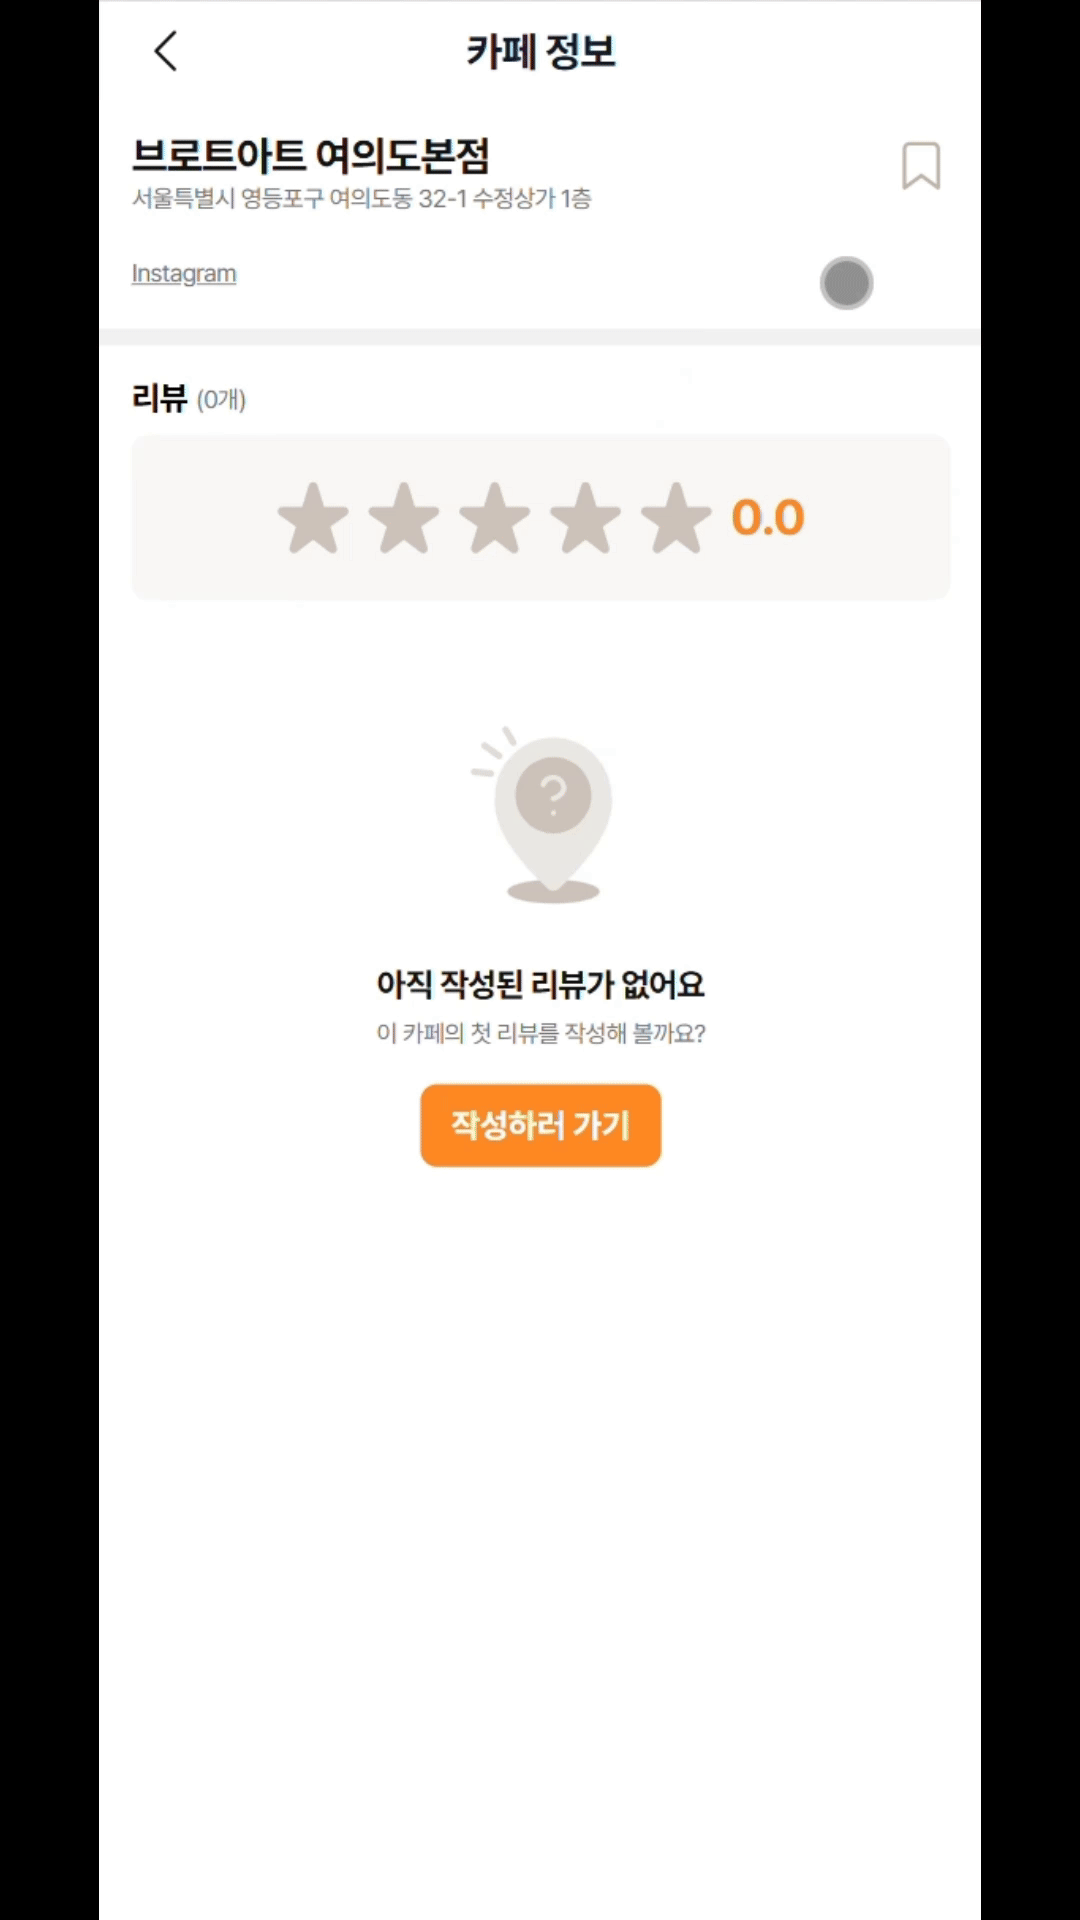 카페 정보
브로트아트 여의도본점
서울특별시 영등포구 여의도동 32-1 수정상가 1층
Instagram
리뷰 (0개)
0.0
?
아직 작성된 리뷰가 없어요
이 카페의 첫 리뷰를 작성해 볼까요?
작성하러 가기